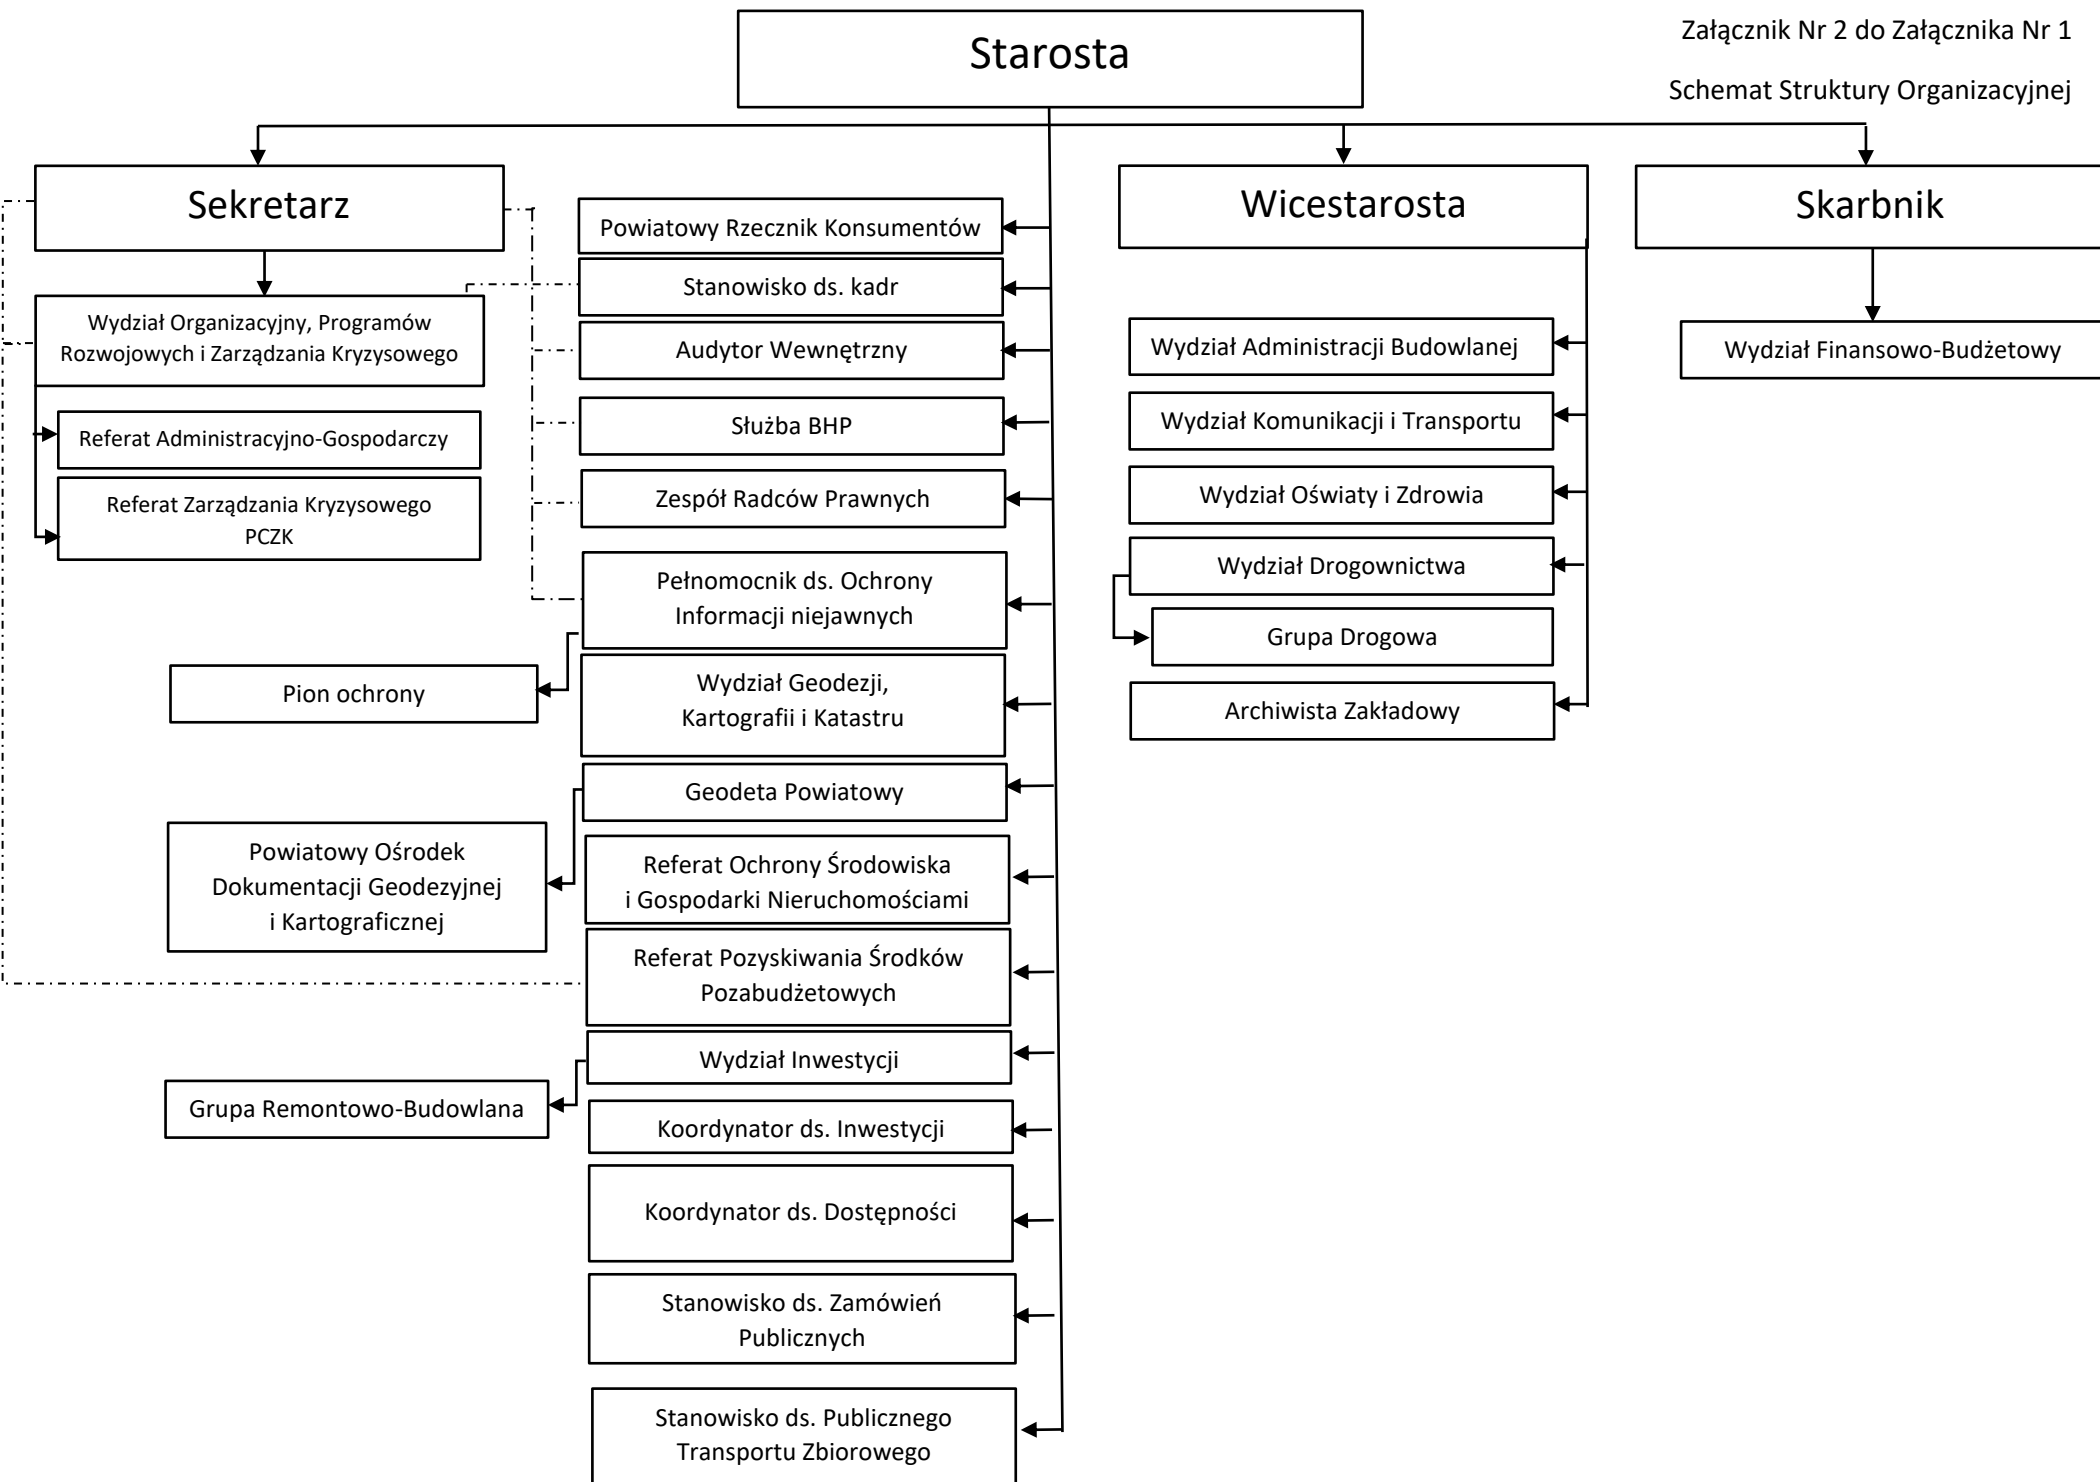 Starosta
Załącznik Nr 2 do Załącznika Nr 1
Schemat Struktury Organizacyjnej
Sekretarz
Wydział Organizacyjny, Programów
Rozwojowych i Zarządzania Kryzysowego
Referat Administracyjno-Gospodarczy
Referat Zarządzania Kryzysowego
PCZK
Powiatowy Rzecznik Konsumentów
Stanowisko ds. kadr
Audytor Wewnętrzny
Służba BHP
Zespół Radców Prawnych
Pełnomocnik ds. Ochrony
Informacji niejawnych
Pion ochrony
Wydział Geodezji,
Kartografii i Katastru
Geodeta Powiatowy
Powiatowy Ośrodek
Dokumentacji Geodezyjnej
i Kartograficznej
Referat Ochrony Środowiska
i Gospodarki Nieruchomościami
Referat Pozyskiwania Środków
Pozabudżetowych
Wydział Inwestycji
Grupa Remontowo-Budowlana
Koordynator ds. Inwestycji
Koordynator ds. Dostępności
Stanowisko ds. Zamówień
Publicznych
Stanowisko ds. Publicznego
Transportu Zbiorowego
Wicestarosta
Wydział Administracji Budowlanej
Wydział Komunikacji i Transportu
Wydział Oświaty i Zdrowia
Wydział Drogownictwa
Grupa Drogowa
Archiwista Zakładowy
Skarbnik
Wydział Finansowo-Budżetowy